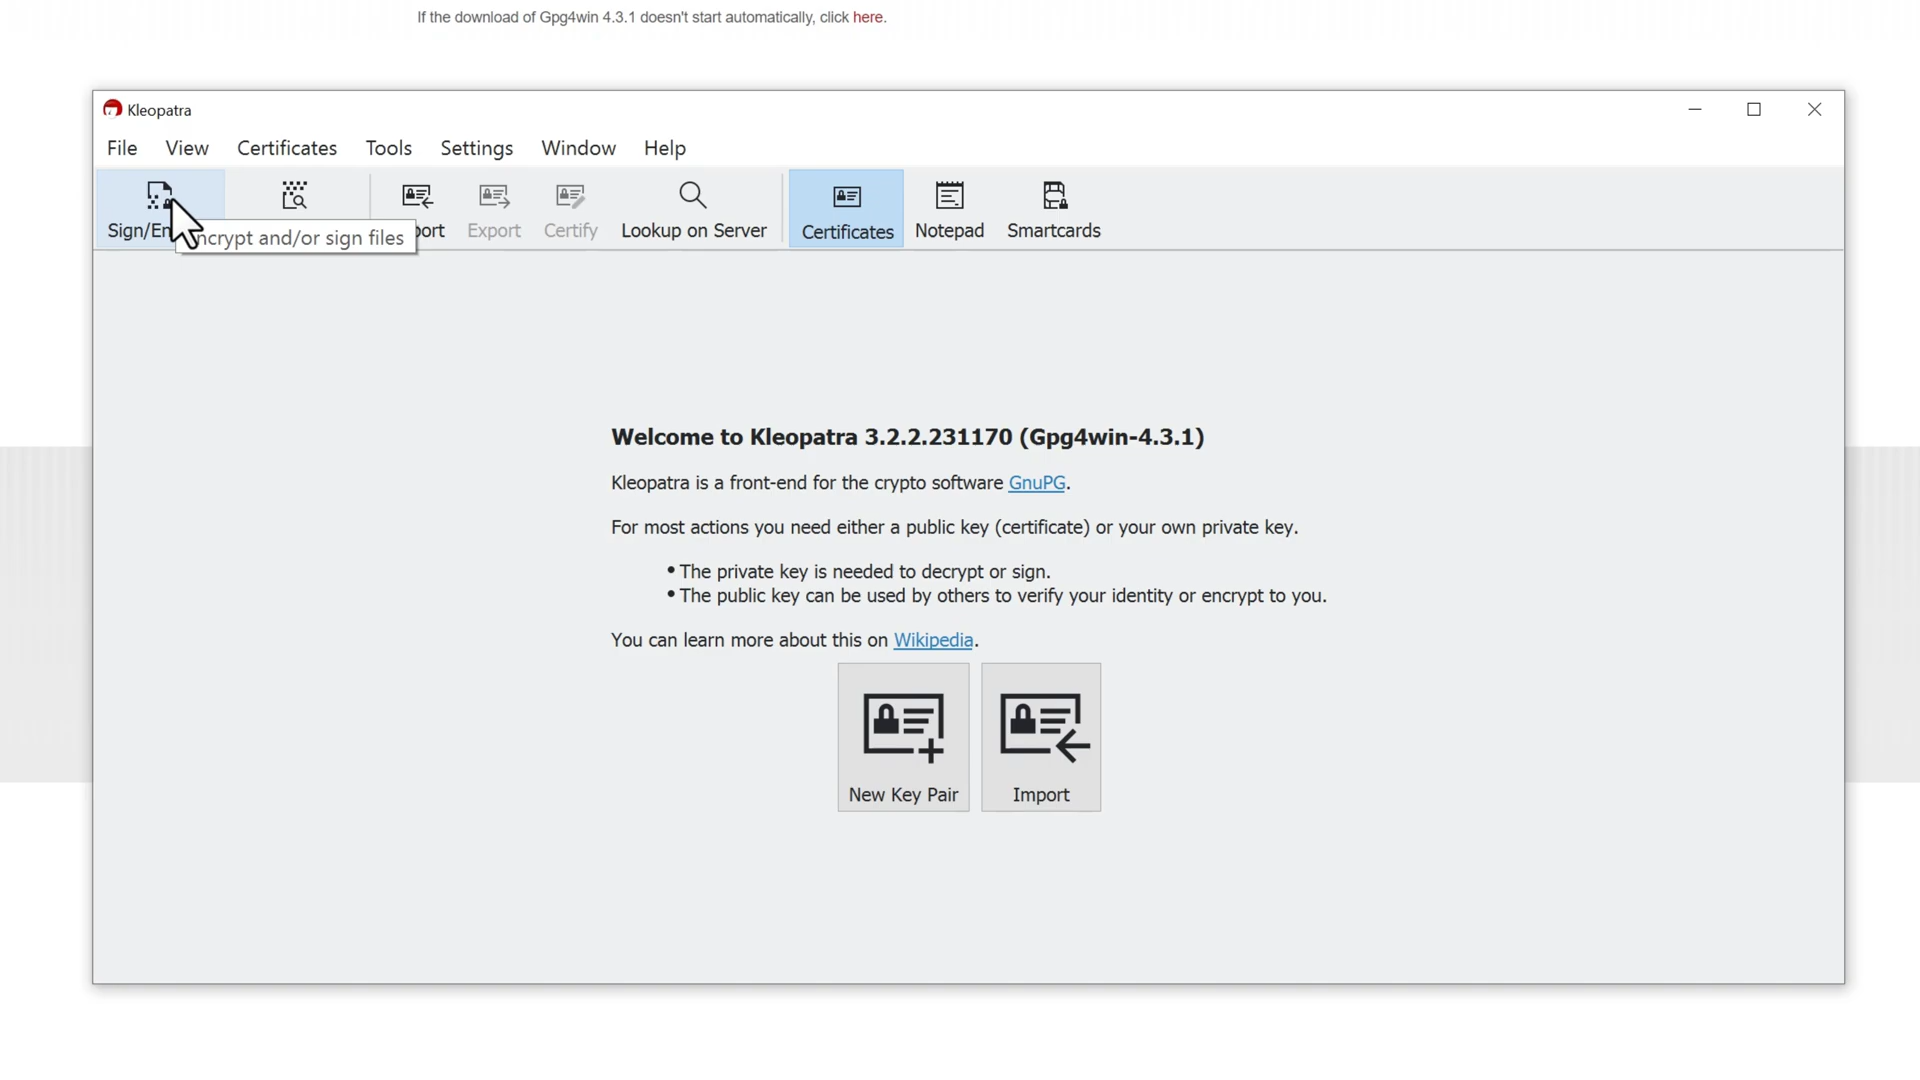 If the download of Gpg4win 4.3.1 doesn't start automatically, click here.
Kleopatra
File View Certificates Tools Settings Window Help
Export Certify Lookup on Server Certificates Notepad Smartcards
and/or sign files
Welcome to Kleopatra 3.2.2.231170 (Gpg4win-4.3.1)
Kleopatra is a front-end for the crypto software GnuPG.
For most actions you need either a public key (certificate) or your own private key.
• The private key is needed to decrypt or sign.
• The public key can be used by others to verify your identity or encrypt to you.
You can learn more about this on Wikipedia.
New Key Pair Import